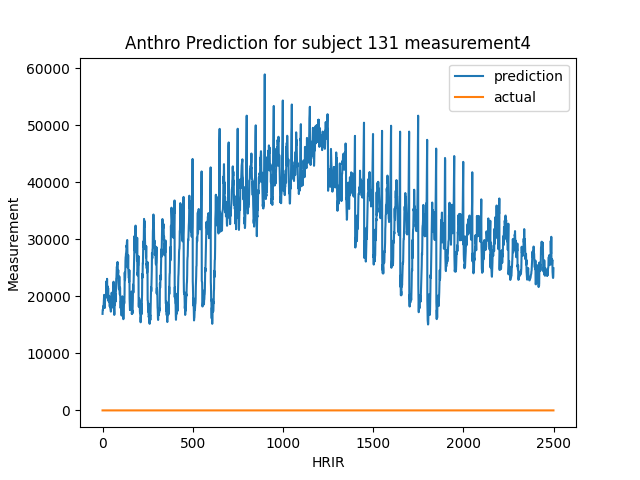 Anthro Prediction for subject 131 measurement4
60000
50000
40000
30000
20000
10000
0
Measurement
prediction
actual
0
500
1000
1500
2000
2500
HRIR